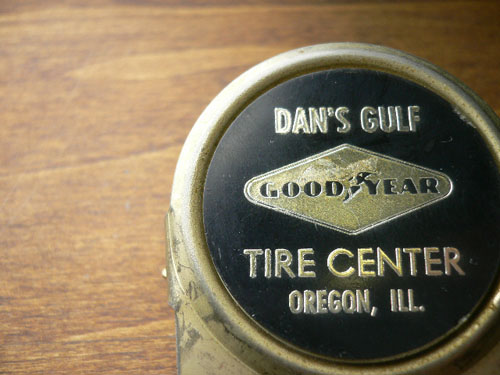 DAN'S GULF
GOOD YEAR
TIRE CENTER
OREGON, ILL.